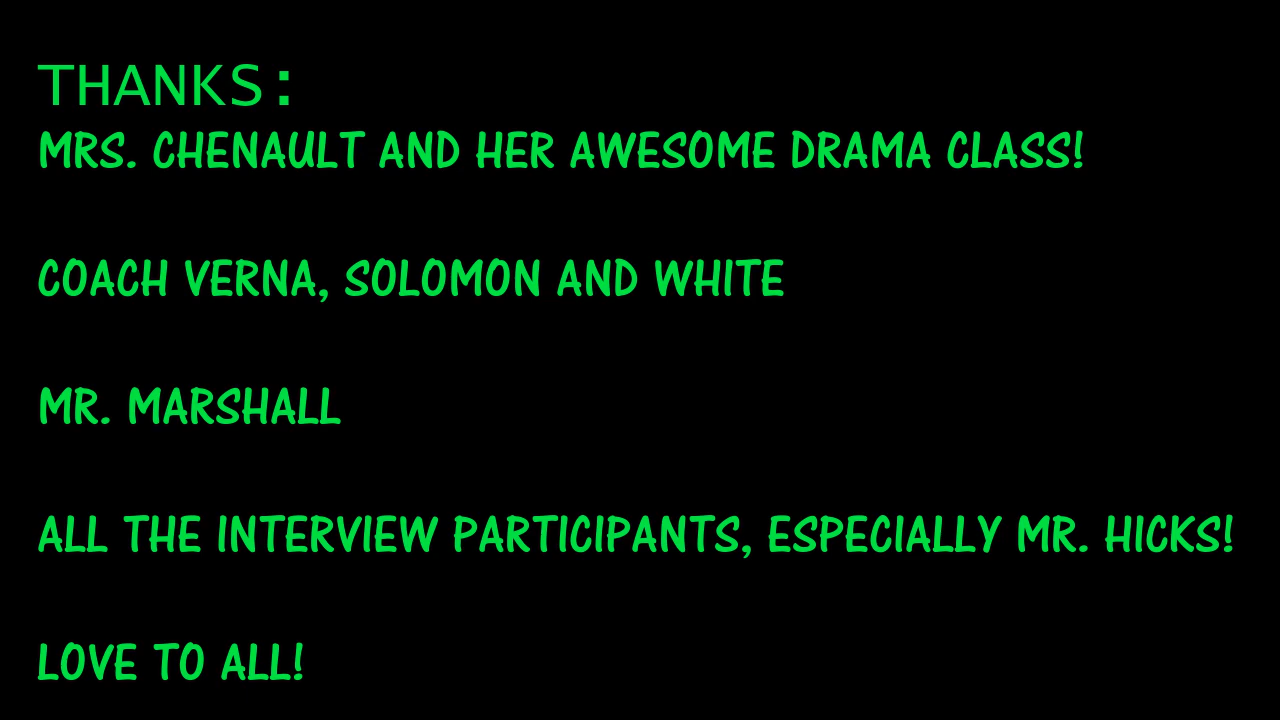 THANKS:
MRS. CHENAULT AND HER AWESOME DRAMA CLASS!
COACH VERNA, SOLOMON AND WHITE
MR. MARSHALL
ALL THE INTERVIEW PARTICIPANTS, ESPECIALLY MR. HICKS!
LOVE TO ALL!